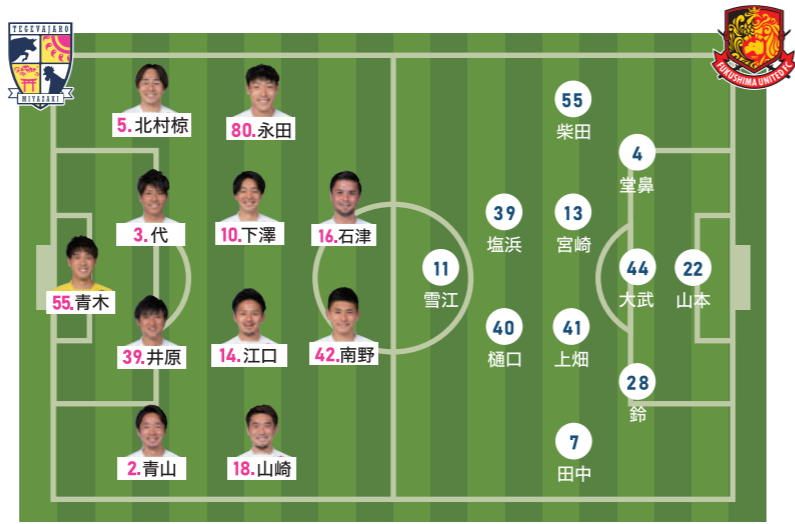 TEGEVAJARO
MIYAZAKI
FUKUSHIMA UNITED FC
5.北村椋
80.永田
3.代
10.下澤
16.石津
55.青木
39.井原
14.江口
42.南野
2.青山
18.山崎
55
柴田
4
堂鼻
39
塩浜
13
宮崎
11
雪江
44
大武
22
山本
40
樋口
41
上畑
28
鈴
7
田中